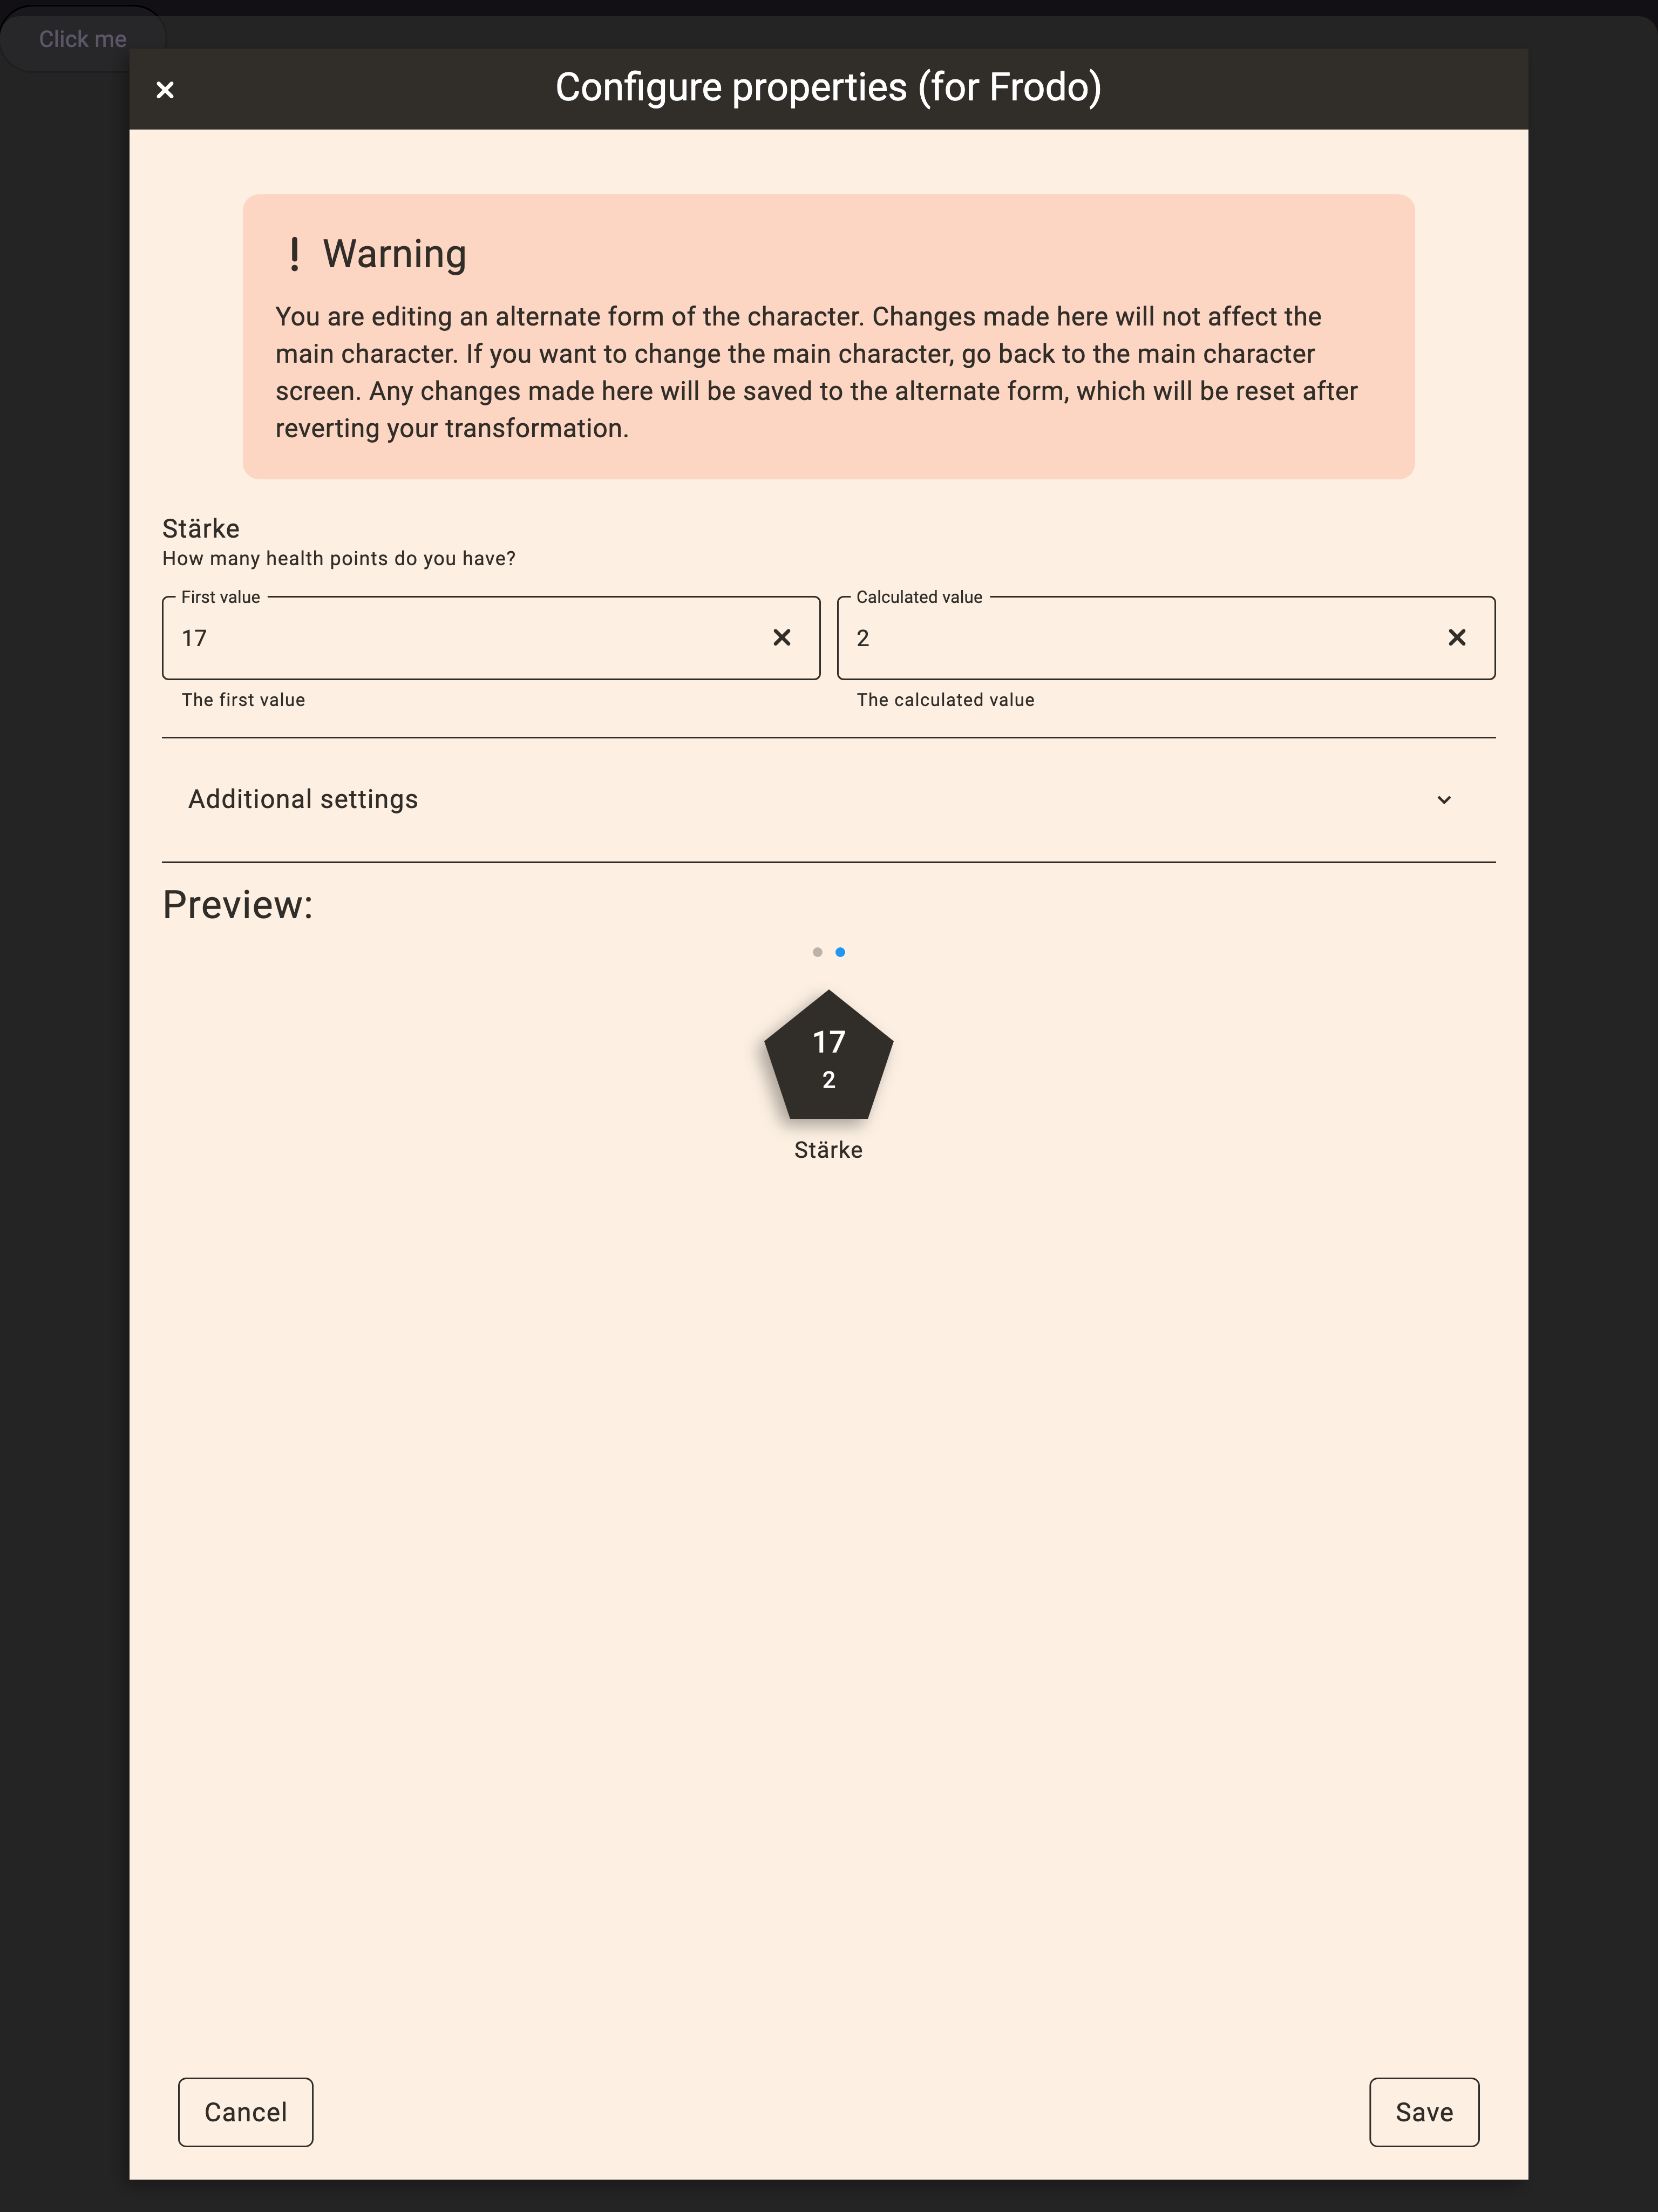 Click me
Configure properties (for Frodo)
Warning
You are editing an alternate form of the character. Changes made here will not affect the
main character. If you want to change the main character, go back to the main character
screen. Any changes made here will be saved to the alternate form, which will be reset after
reverting your transformation.
Stärke
How many health points do you have?
First value
17
The first value
Calculated value
2
The calculated value
Additional settings
Preview:
17
2
Stärke
Cancel
Save